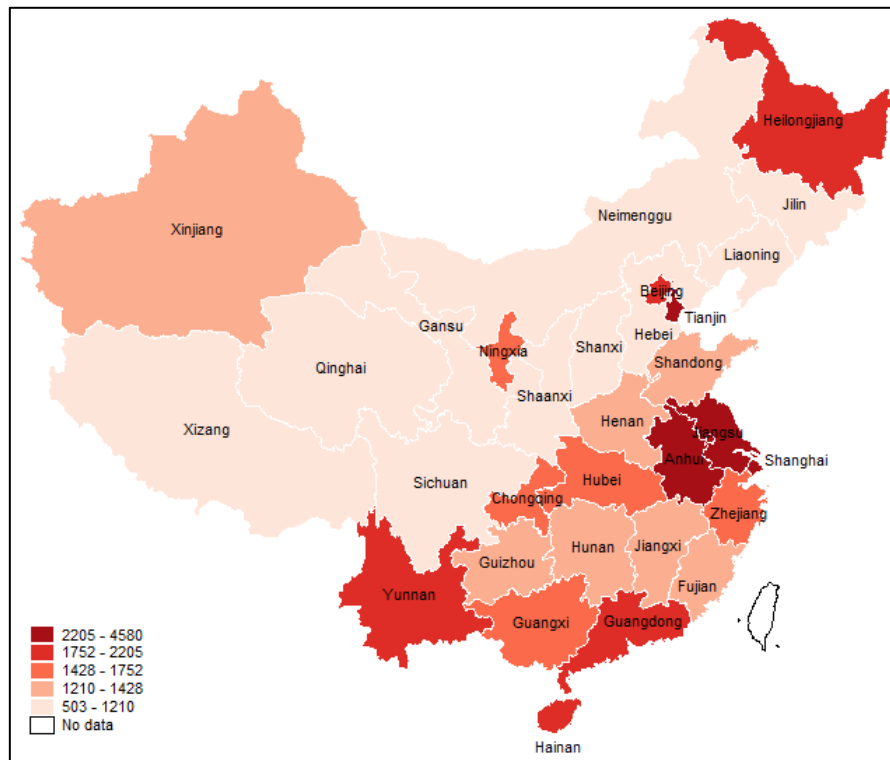 Heilongjiang
Jilin
Neimenggu
Xinjiang
Liaoning
Beijing
Tianjin
Gansu
Hebei
Shanxi
Ningxia
Shandong
Qinghai
Shaanxi
Henan
Xizang
Jiangsu
Anhui
Shanghai
Sichuan
Hubei
Chongqing
Zhejiang
Hunan
Jiangxi
Guizhou
Fujian
Yunnan
Guangxi
Guangdong
Hainan
2205 - 4580
1752 - 2205
1428 - 1752
1210 - 1428
503 - 1210
No data